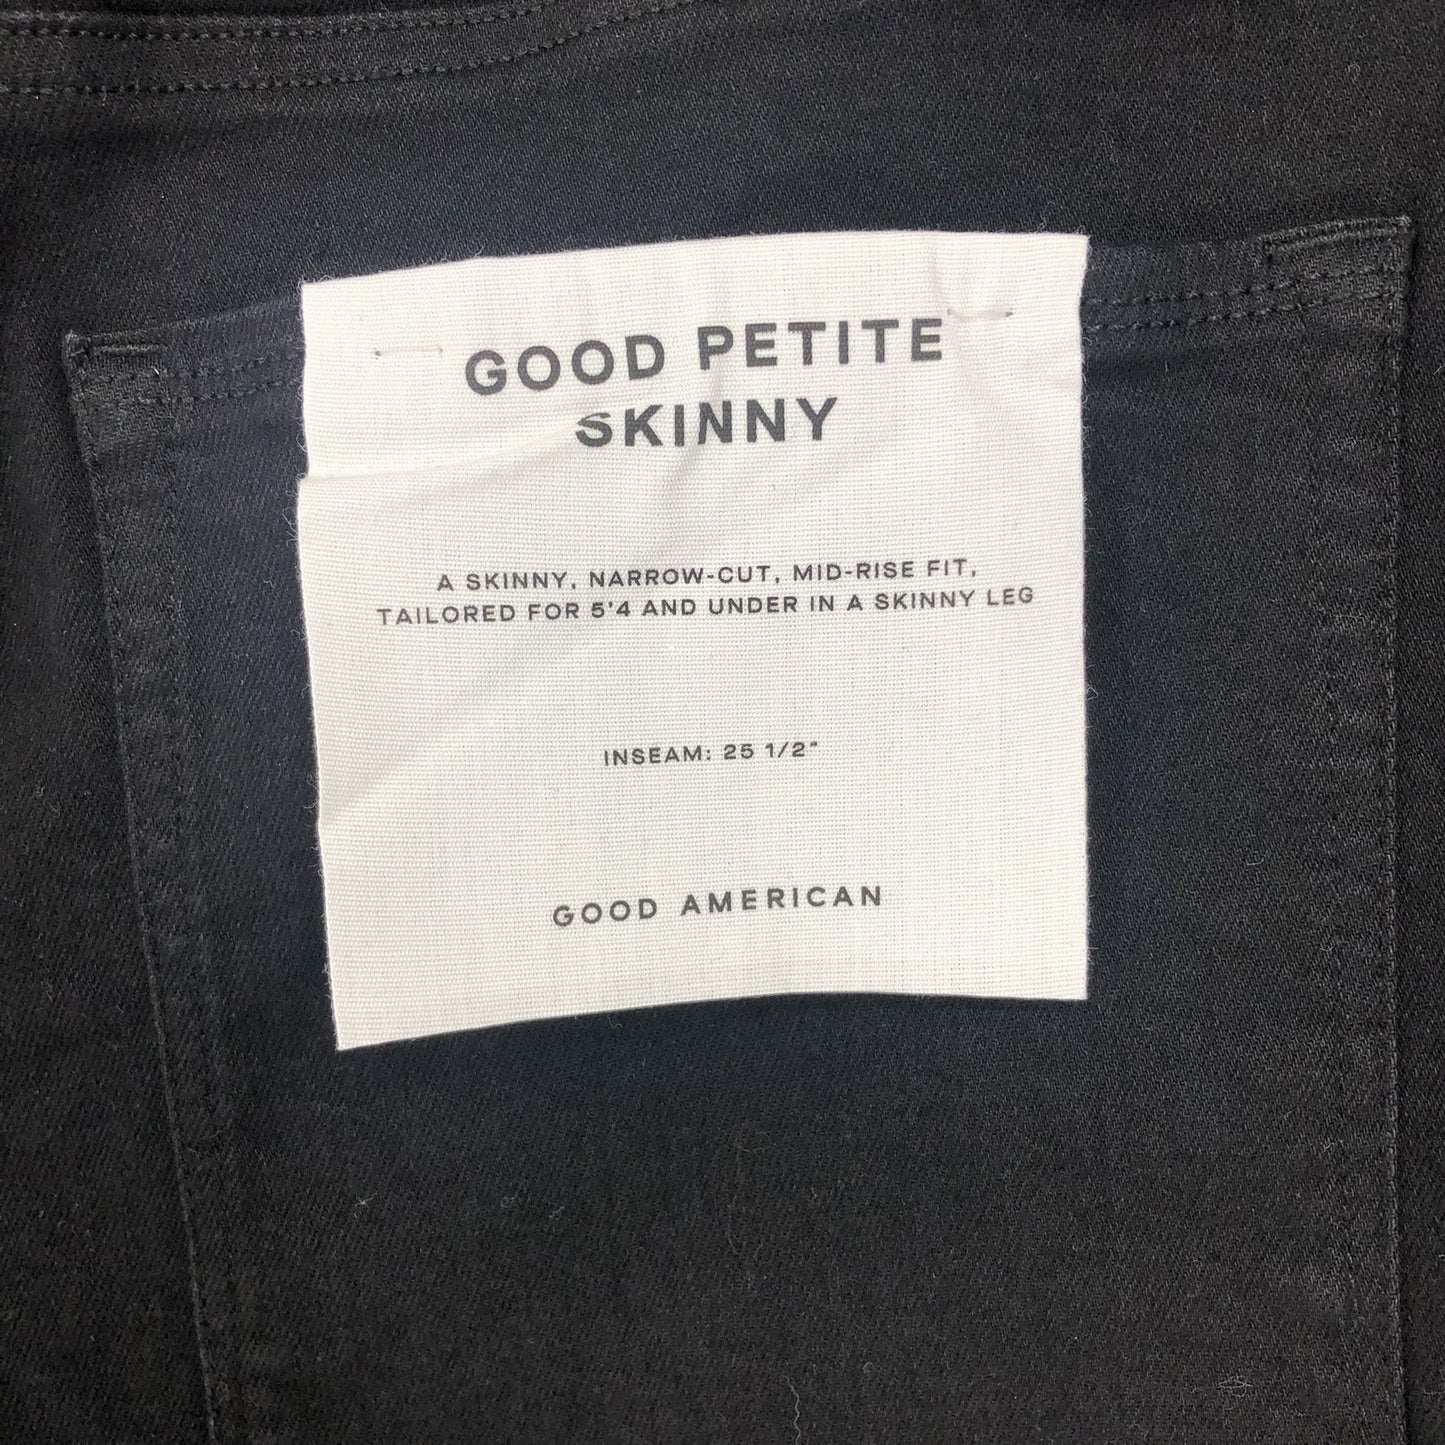 GOOD PETITE
SKINNY
A SKINNY, NARROW-CUT, MID-RISE FIT,
TAILORED FOR 5'4 AND UNDER IN A SKINNY LEG
INSEAM: 25 1/2"
GOOD AMERICAN